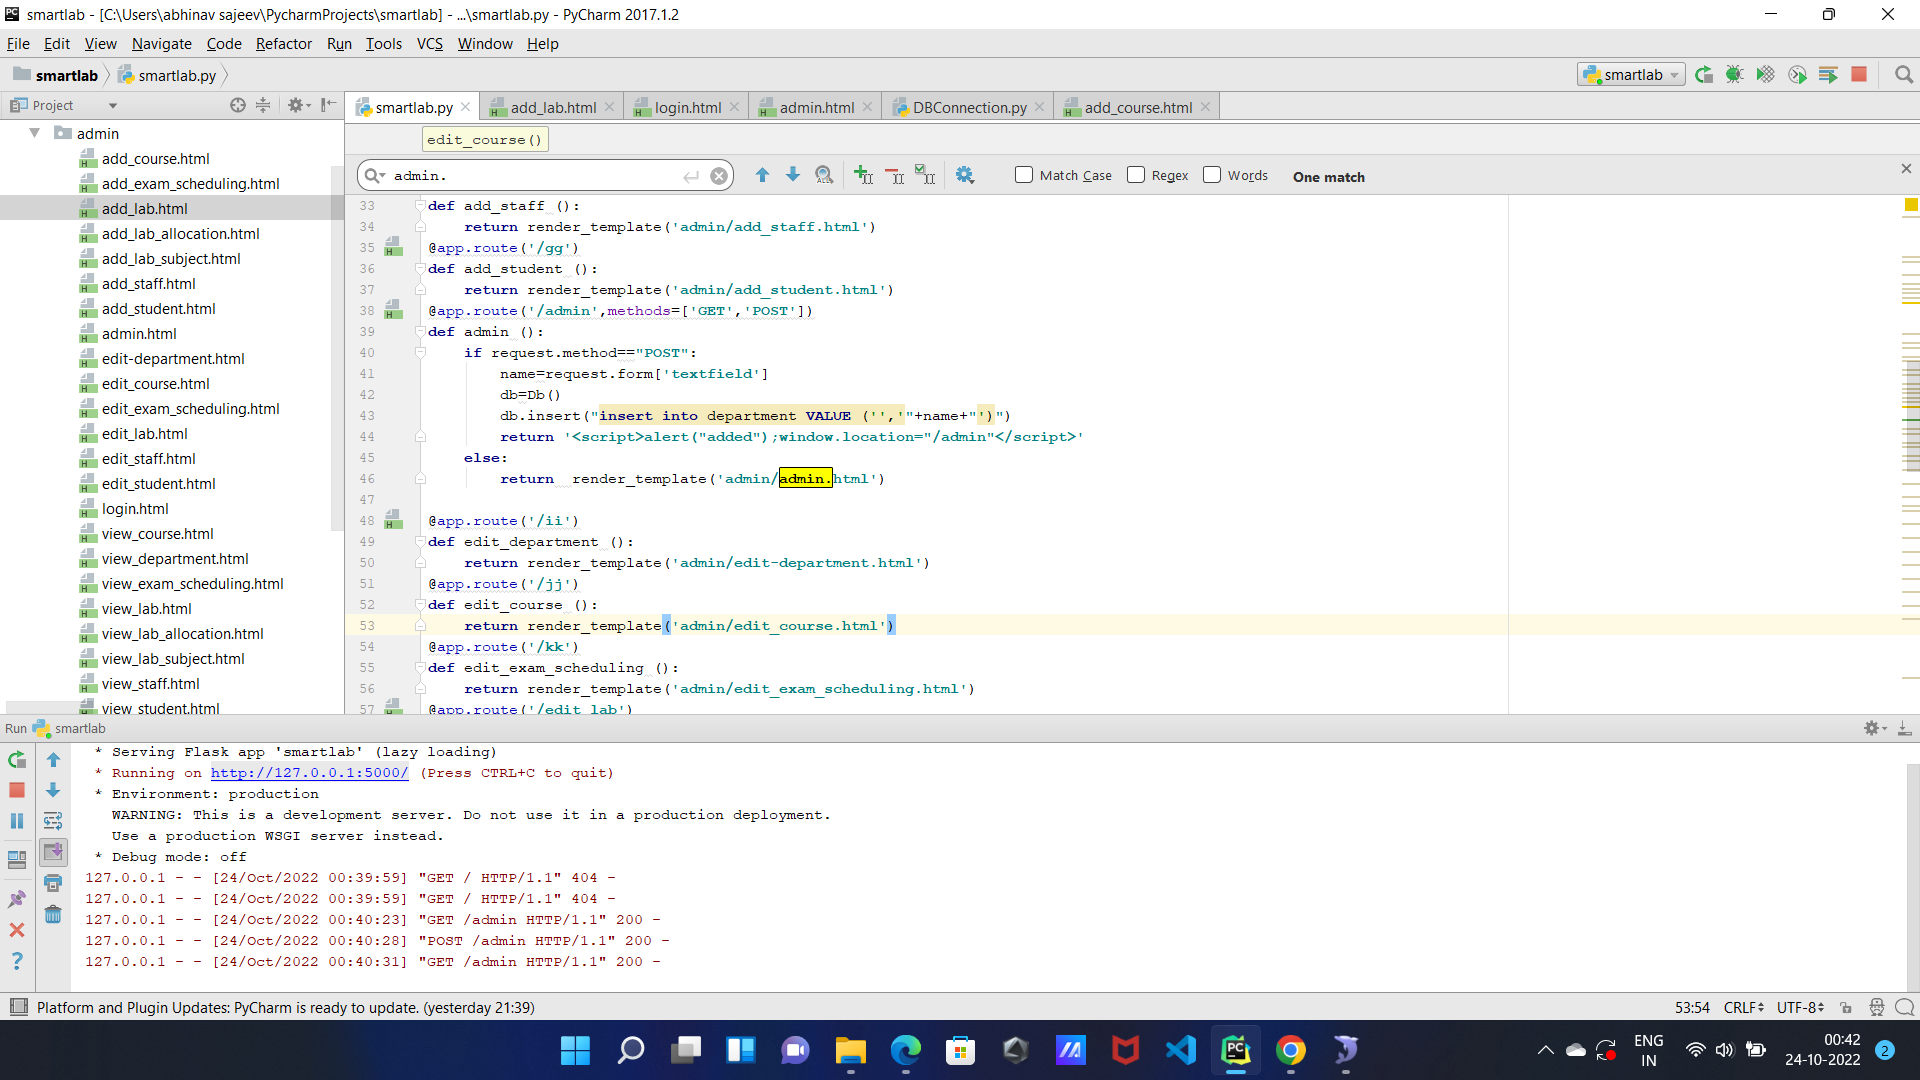 smartlab - [C:\Users\abhinav sajeev\PycharmProjects\smartlab] - ...\smartlab.py - PyCharm 2017.1.2
File Edit View Navigate Code Refactor Run Tools VCS Window Help
smartlab smartlab.py smartlab
Project smartlab.py add_lab.html login.html admin.html DBConnection.py add_course.html
admin
add_course.html
add_exam_scheduling.html
add_lab.html
add_lab_allocation.html
add_lab_subject.html
add_staff.html
add_student.html
admin.html
edit-department.html
edit_course.html
edit_exam_scheduling.html
edit_lab.html
edit_staff.html
edit_student.html
login.html
view_course.html
view_department.html
view_exam_scheduling.html
view_lab.html
view_lab_allocation.html
view_lab_subject.html
view_staff.html
view_student.html
edit_course()
admin. Match Case Regex Words One match
33 def add_staff ():
34 return render_template('admin/add_staff.html')
35 @app.route('/gg')
36 def add_student ():
37 return render_template('admin/add_student.html')
38 @app.route('/admin',methods=['GET','POST'])
39 def admin ():
40 if request.method=="POST":
41 name=request.form['textfield']
42 db=Db()
43 db.insert("insert into department VALUE ('','"+name+"')")
44 return '<script>alert("added");window.location="/admin"</script>'
45 else:
46 return  render_template('admin/admin.html')
47
48 @app.route('/ii')
49 def edit_department ():
50 return render_template('admin/edit-department.html')
51 @app.route('/jj')
52 def edit_course ():
53 return render_template('admin/edit_course.html')
54 @app.route('/kk')
55 def edit_exam_scheduling ():
56 return render_template('admin/edit_exam_scheduling.html')
57 @app.route('/edit_lab')
Run smartlab
* Serving Flask app 'smartlab' (lazy loading)
* Running on http://127.0.0.1:5000/ (Press CTRL+C to quit)
* Environment: production
WARNING: This is a development server. Do not use it in a production deployment.
Use a production WSGI server instead.
* Debug mode: off
127.0.0.1 - - [24/Oct/2022 00:39:59] "GET / HTTP/1.1" 404 -
127.0.0.1 - - [24/Oct/2022 00:39:59] "GET / HTTP/1.1" 404 -
127.0.0.1 - - [24/Oct/2022 00:40:23] "GET /admin HTTP/1.1" 200 -
127.0.0.1 - - [24/Oct/2022 00:40:28] "POST /admin HTTP/1.1" 200 -
127.0.0.1 - - [24/Oct/2022 00:40:31] "GET /admin HTTP/1.1" 200 -
Platform and Plugin Updates: PyCharm is ready to update. (yesterday 21:39) 53:54 CRLF UTF-8
ENG
IN
00:42
24-10-2022
2